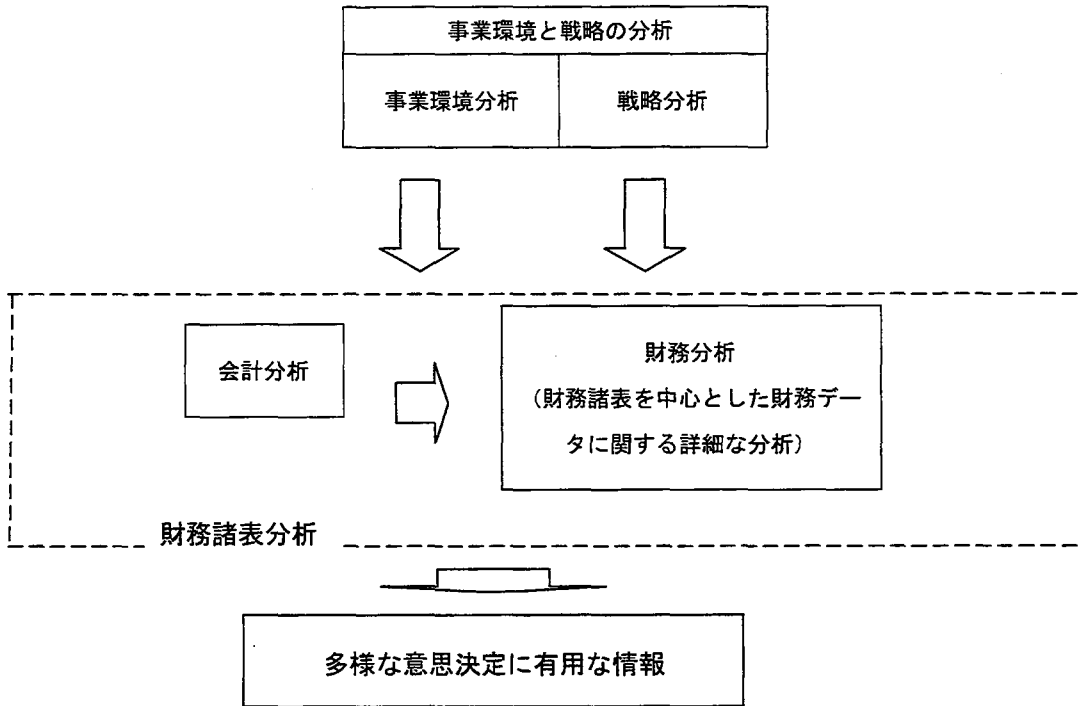 事業環境と戦略の分析
事業環境分析
戦略分析
会計分析
財務分析
（財務諸表を中心とした財務デー
タに関する詳細な分析）
財務諸表分析
多様な意思決定に有用な情報